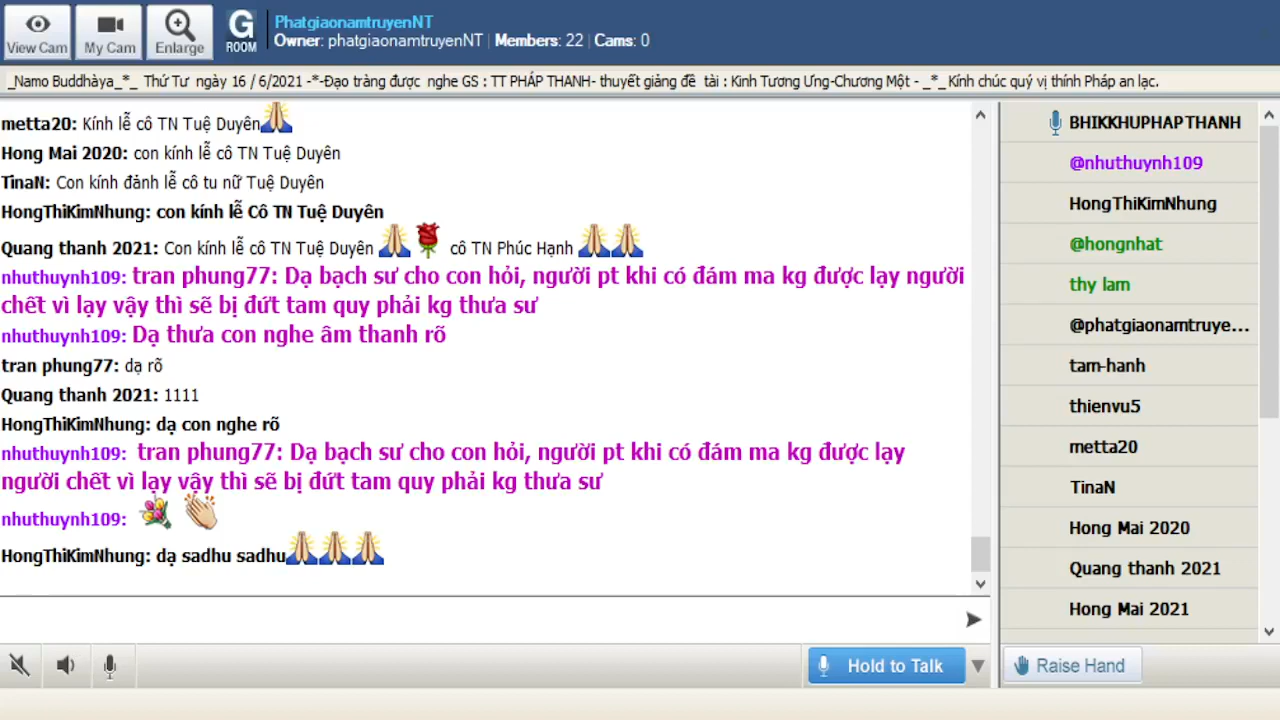 View Cam
My Cam
Enlarge
G
ROOM
PhatgiaonamtruyenNT
Owner: phatgiaonamtruyenNT | Members: 22 | Cams: 0
_Namo Buddhàya_*_ Thứ Tư ngày 16 / 6/2021 -*-Đạo tràng được nghe GS : TT PHÁP THANH- thuyết giảng đề tài : Kinh Tương Ưng-Chương Một - _*_ Kính chúc quý vị thính Pháp an lạc.
metta20: Kính lễ cô TN Tuệ Duyên
Hong Mai 2020: con kính lễ cô TN Tuệ Duyên
TinaN: Con kính đảnh lễ cô tu nữ Tuệ Duyên
HongThiKimNhung: con kính lễ Cô TN Tuệ Duyên
Quang thanh 2021: Con kính lễ cô TN Tuệ Duyên cô TN Phúc Hạnh
nhuthuynh109: tran phung77: Dạ bạch sư cho con hỏi, người pt khi có đám ma kg được lạy người
chết vì lạy vậy thì sẽ bị đứt tam quy phải kg thưa sư
nhuthuynh109: Dạ thưa con nghe âm thanh rõ
tran phung77: dạ rõ
Quang thanh 2021: 1111
HongThiKimNhung: dạ con nghe rõ
nhuthuynh109: tran phung77: Dạ bạch sư cho con hỏi, người pt khi có đám ma kg được lạy
người chết vì lạy vậy thì sẽ bị đứt tam quy phải kg thưa sư
nhuthuynh109:
HongThiKimNhung: dạ sadhu sadhu
BHIKKHUPHAPTHANH
@nhuthuynh109
HongThiKimNhung
@hongnhat
thy lam
@phatgiaonamtruye...
tam-hanh
thienvu5
metta20
TinaN
Hong Mai 2020
Quang thanh 2021
Hong Mai 2021
Hold to Talk
Raise Hand